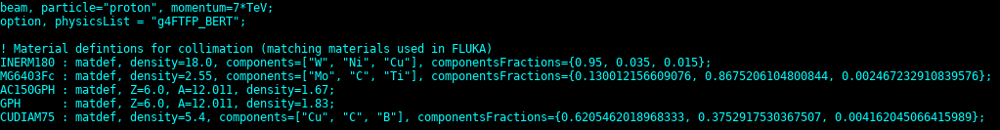 beam, particle="proton", momentum=7*TeV;
option, physicsList = "g4FTFP_BERT";
! Material defintions for collimation (matching materials used in FLUKA)
INERM180 : matdef, density=18.0, components=["W", "Ni", "Cu"], componentsFractions={0.95, 0.035, 0.015};
MG6403Fc : matdef, density=2.55, components=["Mo", "C", "Ti"], componentsFractions={0.130012156609076, 0.8675206104800844, 0.002467232910839576};
AC150GPH : matdef, Z=6.0, A=12.011, density=1.67;
GPH      : matdef, Z=6.0, A=12.011, density=1.83;
CUDIAM75 : matdef, density=5.4, components=["Cu", "C", "B"], componentsFractions={0.6205462018968333, 0.3752917530367507, 0.004162045066415989};